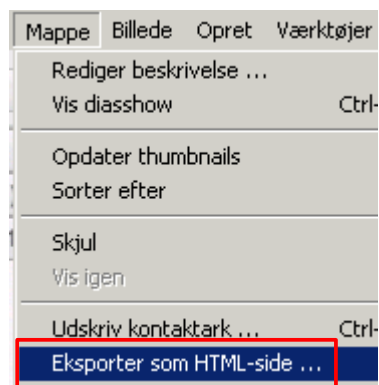 Mappe Billede Opret Værktøjer
Rediger beskrivelse ...
Vis diasshow Ctrl-
Opdater thumbnails
Sorter efter
Skjul
Vis igen
Udskriv kontaktark ... Ctrl-
Eksporter som HTML-side ...